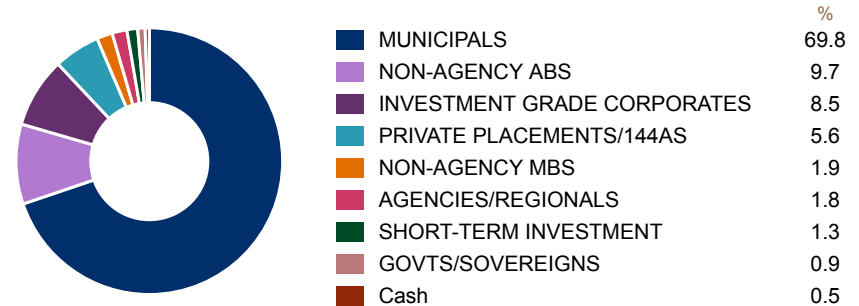 %
MUNICIPALS 69.8
NON-AGENCY ABS 9.7
INVESTMENT GRADE CORPORATES 8.5
PRIVATE PLACEMENTS/144AS 5.6
NON-AGENCY MBS 1.9
AGENCIES/REGIONALS 1.8
SHORT-TERM INVESTMENT 1.3
GOVTS/SOVEREIGNS 0.9
Cash 0.5